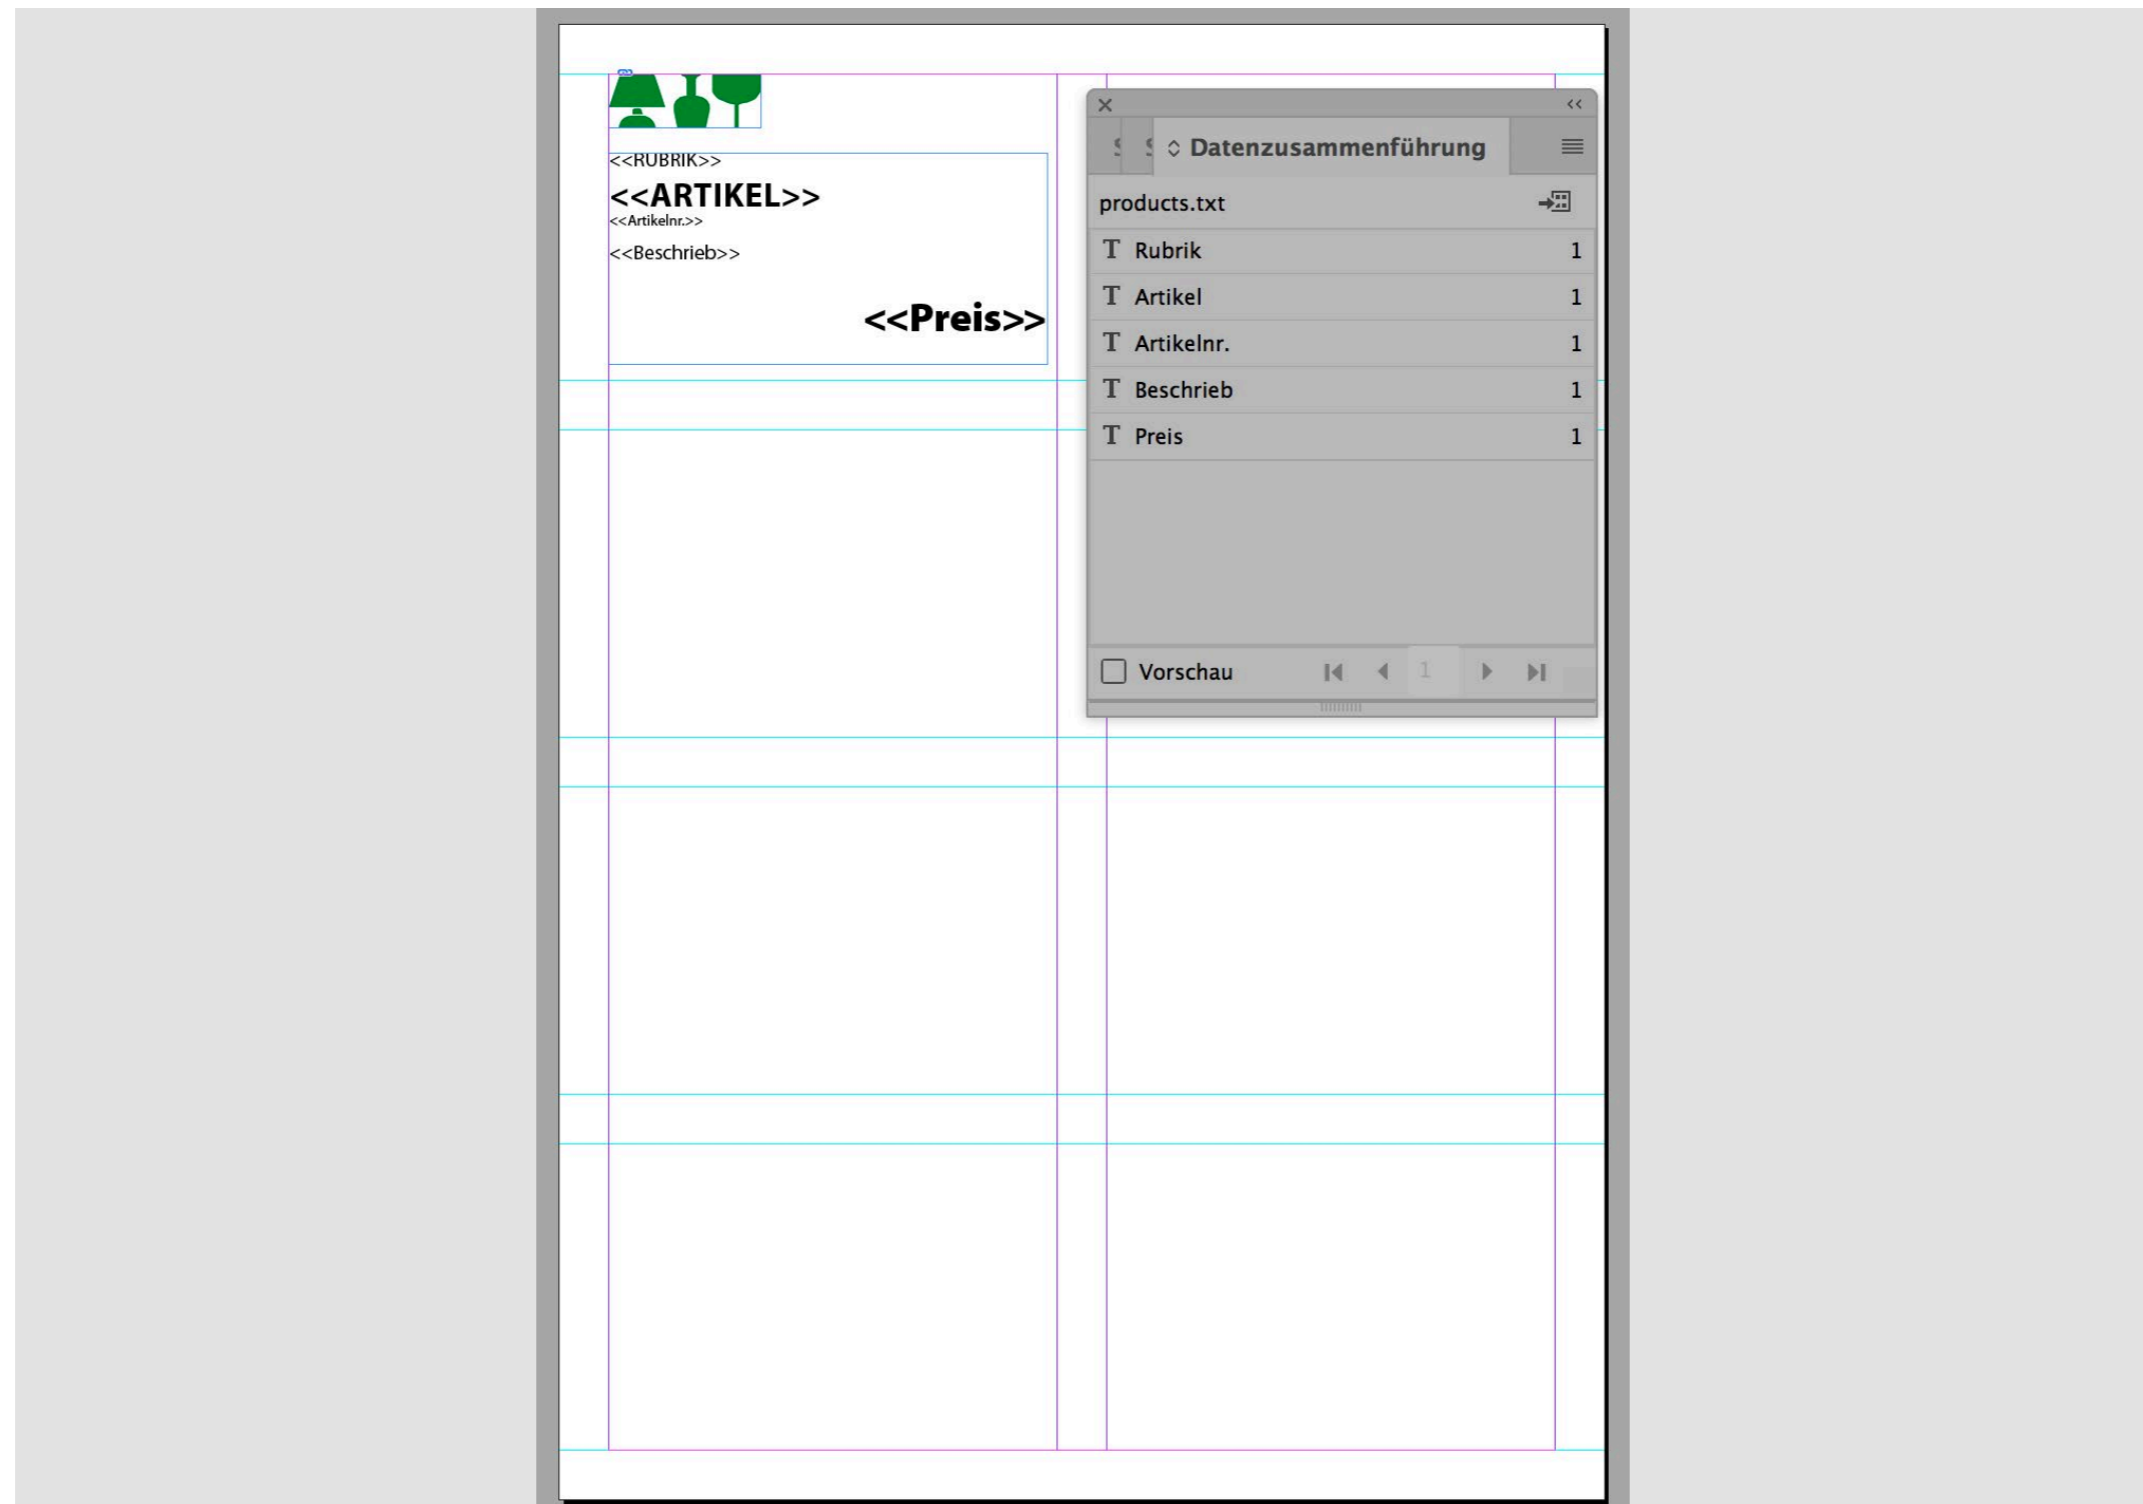 <<RUBRIK>>
<<ARTIKEL>>
<<Artikelnr.>>
<<Beschrieb>>
<<Preis>>
Datenzusammenführung
products.txt
T Rubrik 1
T Artikel 1
T Artikelnr. 1
T Beschrieb 1
T Preis 1
Vorschau 1